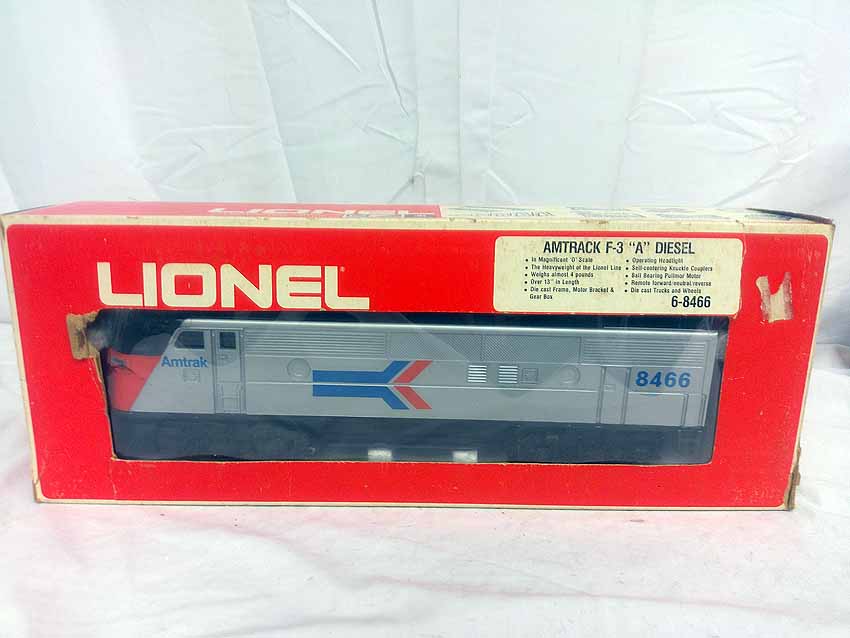 LIONEL
AMTRACK F-3 "A" DIESEL
• In Magnificent 'O' Scale
• The Heavyweight of the Lionel Line
• Weighs almost 4 pounds
• Over 13" in Length
• Die cast Frame, Motor Bracket & Gear Box
• Operating Headlight
• Self-centering Knuckle Couplers
• Ball Bearing Pullmor Motor
• Remote forward/neutral/reverse
• Die cast Trucks and Wheels
6-8466
LIONEL
Amtrak
8466